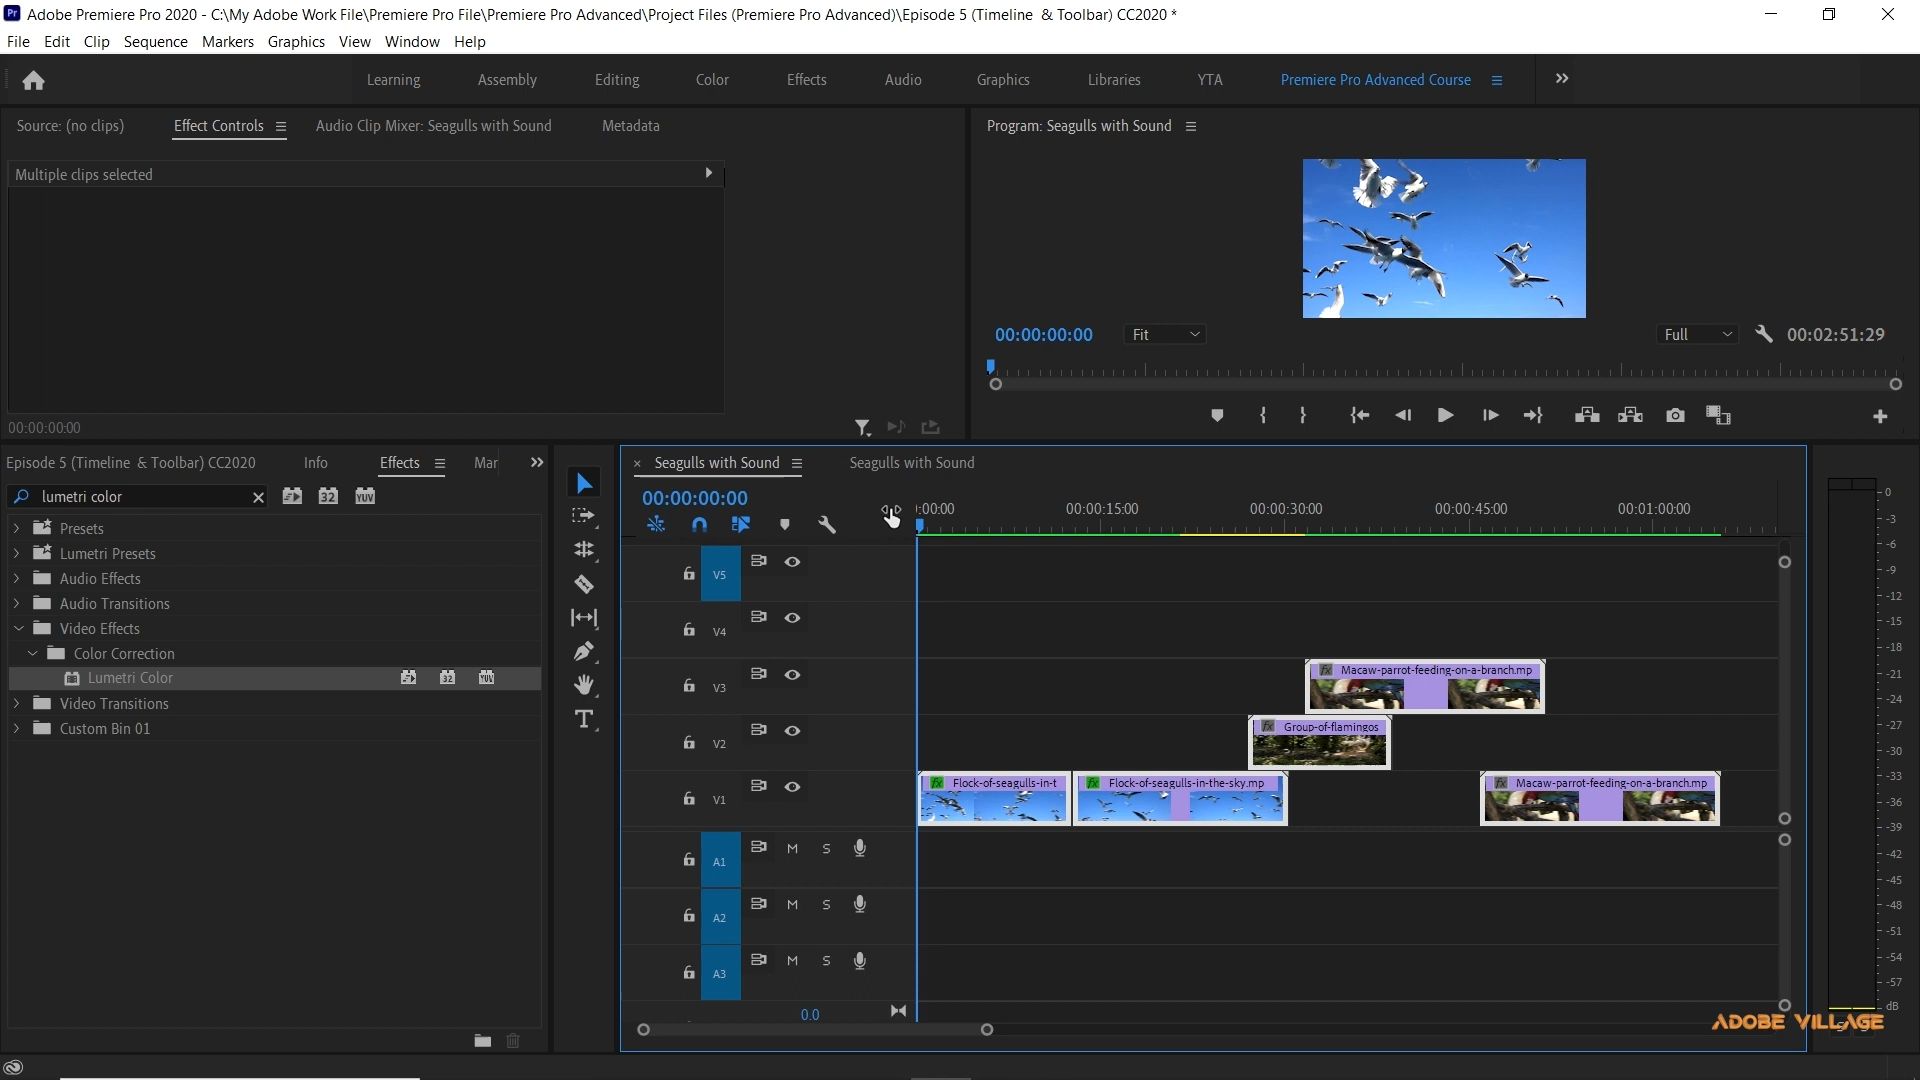 Adobe Premiere Pro 2020 - C:\My Adobe Work File\Premiere Pro File\Premiere Pro Advanced\Project Files (Premiere Pro Advanced)\Episode 5 (Timeline & Toolbar) CC2020 *
File Edit Clip Sequence Markers Graphics View Window Help
Learning Assembly Editing Color Effects Audio Graphics Libraries YTA Premiere Pro Advanced Course
Source: (no clips) Effect Controls Audio Clip Mixer: Seagulls with Sound Metadata
Multiple clips selected
00:00:00:00
Program: Seagulls with Sound
00:00:00:00 Fit Full 00:02:51:29
Episode 5 (Timeline & Toolbar) CC2020 Info Effects Mar
lumetri color 32 YUV
Presets
Lumetri Presets
Audio Effects
Audio Transitions
Video Effects
Color Correction
Lumetri Color 32 YUV
Video Transitions
Custom Bin 01
Seagulls with Sound Seagulls with Sound
00:00:00:00
:00:00 00:00:15:00 00:00:30:00 00:00:45:00 00:01:00:00
V5
V4
V3 fx Macaw-parrot-feeding-on-a-branch.mp
V2 fx Group-of-flamingos
V1 fx Flock-of-seagulls-in-t fx Flock-of-seagulls-in-the-sky.mp fx Macaw-parrot-feeding-on-a-branch.mp
A1 M S
A2 M S
A3 M S
0.0
0
-3
-6
-9
-12
-15
-18
-21
-24
-27
-30
-33
-36
-39
-42
-45
-48
-51
-54
-57
dB
S S
ADOBE VILLAGE